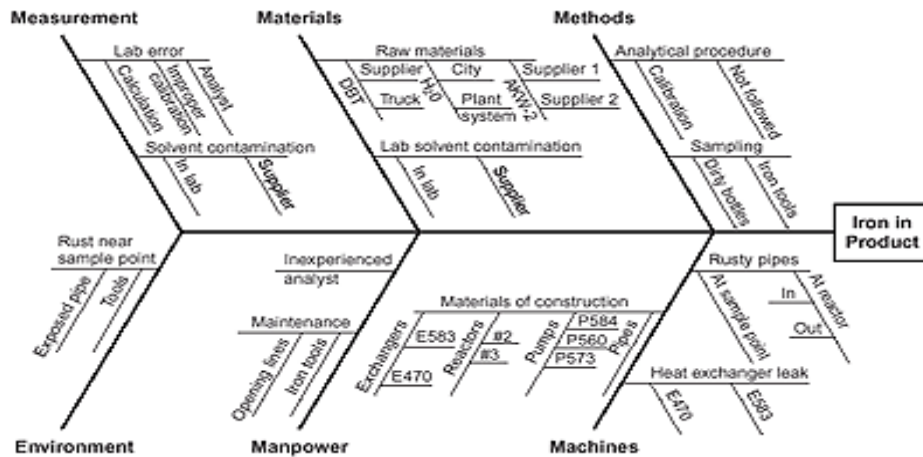 Measurement
Materials
Methods
Lab error
Calculation
Improper
calibration
Analyst
Solvent contamination
In lab
Supplier
Raw materials
DBT
Supplier
Truck
H20
City
Plant
system
AKW-2
Supplier 1
Supplier 2
Lab solvent contamination
In lab
Supplier
Analytical procedure
Calibration
Not followed
Sampling
Dirty bottles
Iron tools
Iron in
Product
Rust near
sample point
Exposed pipe
Tools
Inexperienced
analyst
Maintenance
Opening lines
Iron tools
Materials of construction
Exchangers
E583
E470
Reactors
#2
#3
Pumps
P584
P560
P573
Pipes
Rusty pipes
At sample point
At reactor
In
Out
Heat exchanger leak
E470
E583
Environment
Manpower
Machines